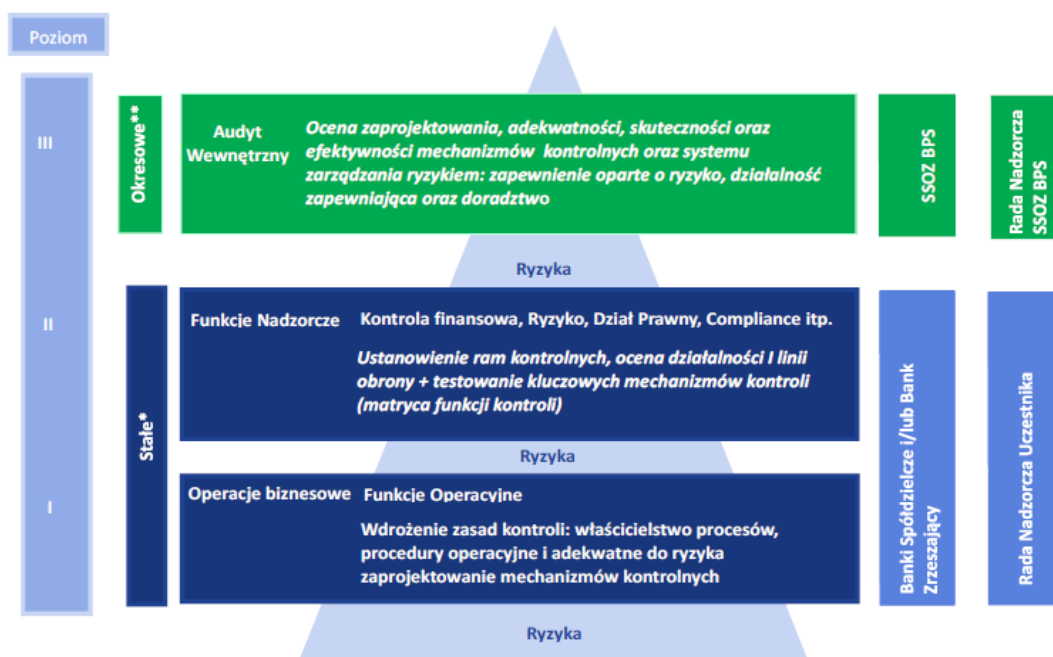 Poziom
III
Okresowe**
Audyt
Wewnętrzny
Ocena zaprojektowania, adekwatności, skuteczności oraz
efektywności mechanizmów kontrolnych oraz systemu
zarządzania ryzykiem: zapewnienie oparte o ryzyko, działalność
zapewniająca oraz doradztwo
SSOZ BPS
Rada Nadzorcza
SSOZ BPS
Ryzyka
II
Stałe*
Funkcje Nadzorcze
Kontrola finansowa, Ryzyko, Dział Prawny, Compliance itp.
Ustanowienie ram kontrolnych, ocena działalności I linii
obrony + testowanie kluczowych mechanizmów kontroli
(matryca funkcji kontroli)
Banki Spółdzielcze i/lub Bank
Zrzeszający
Rada Nadzorcza Uczestnika
Ryzyka
I
Operacje biznesowe
Funkcje Operacyjne
Wdrożenie zasad kontroli: właścicielstwo procesów,
procedury operacyjne i adekwatne do ryzyka
zaprojektowanie mechanizmów kontrolnych
Ryzyka